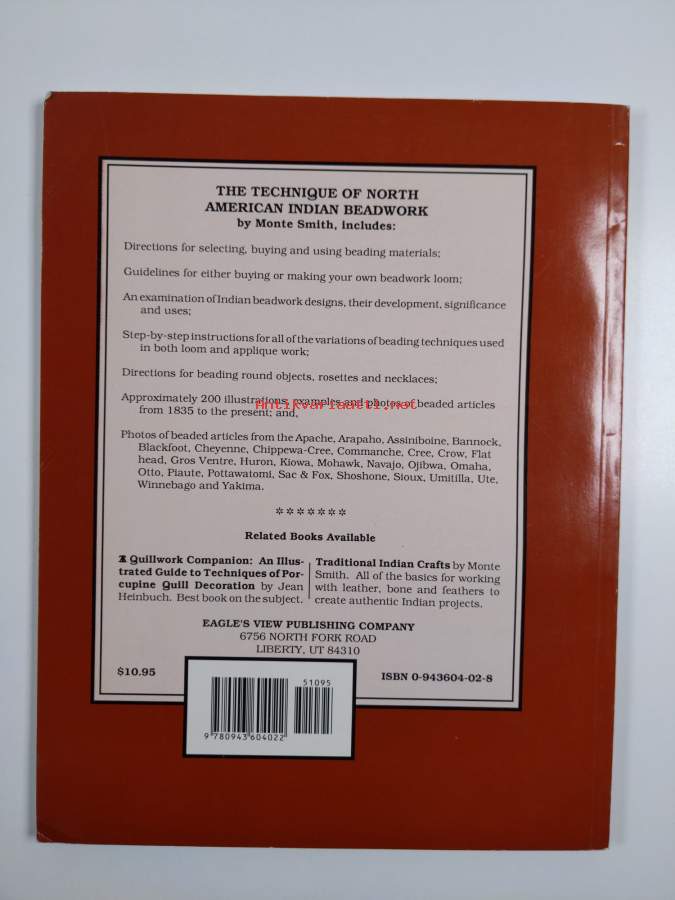 THE TECHNIQUE OF NORTH
AMERICAN INDIAN BEADWORK
by Monte Smith, includes:
Directions for selecting, buying and using beading materials;
Guidelines for either buying or making your own beadwork loom;
An examination of Indian beadwork designs, their development, significance
and uses;
Step-by-step instructions for all of the variations of beading techniques used
in both loom and applique work;
Directions for beading round objects, rosettes and necklaces;
Approximately 200 illustrations, examples and photos of beaded articles
Antikvariaatti.net
from 1835 to the present; and,
Photos of beaded articles from the Apache, Arapaho, Assiniboine, Bannock,
Blackfoot, Cheyenne, Chippewa-Cree, Commanche, Cree, Crow, Flat
head, Gros Ventre, Huron, Kiowa, Mohawk, Navajo, Ojibwa, Omaha,
Otto, Piaute, Pottawatomi, Sac & Fox, Shoshone, Sioux, Umitilla, Ute,
Winnebago and Yakima.
*******
Related Books Available
A Quillwork Companion: An Illus-
trated Guide to Techniques of Por-
cupine Quill Decoration by Jean
Heinbuch. Best book on the subject.
Traditional Indian Crafts by Monte
Smith. All of the basics for working
with leather, bone and feathers to
create authentic Indian projects.
EAGLE'S VIEW PUBLISHING COMPANY
6756 NORTH FORK ROAD
LIBERTY, UT 84310
$10.95
ISBN 0-943604-02-8
51095
9 780943 604022